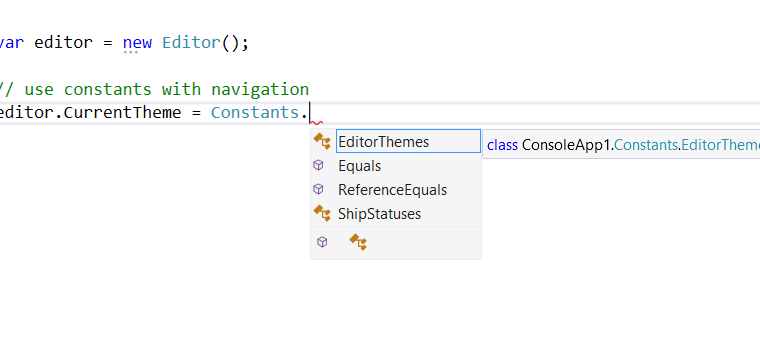 var editor = new Editor();
// use constants with navigation
editor.CurrentTheme = Constants.
EditorThemes
class ConsoleApp1.Constants.EditorTheme
Equals
ReferenceEquals
ShipStatuses